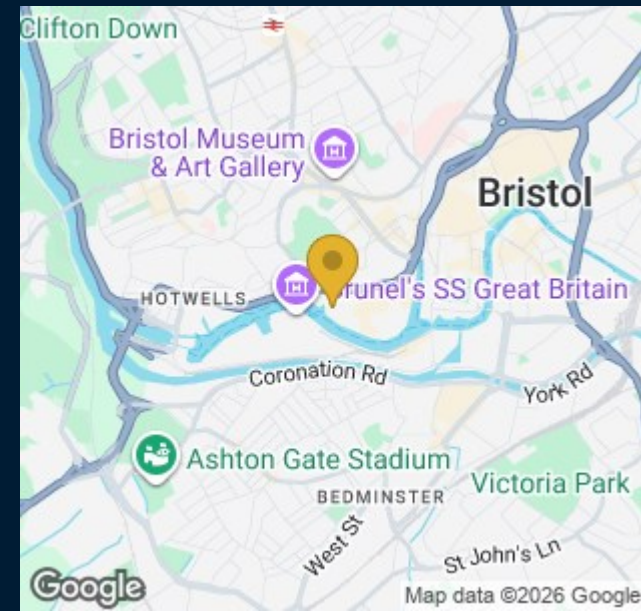 Clifton Down
Bristol Museum
& Art Gallery
Bristol
HOTWELLS
Brunel's SS Great Britain
Coronation Rd
York Rd
Ashton Gate Stadium
BEDMINSTER
Victoria Park
West St
St John's Ln
Google
Map data ©2026 Google